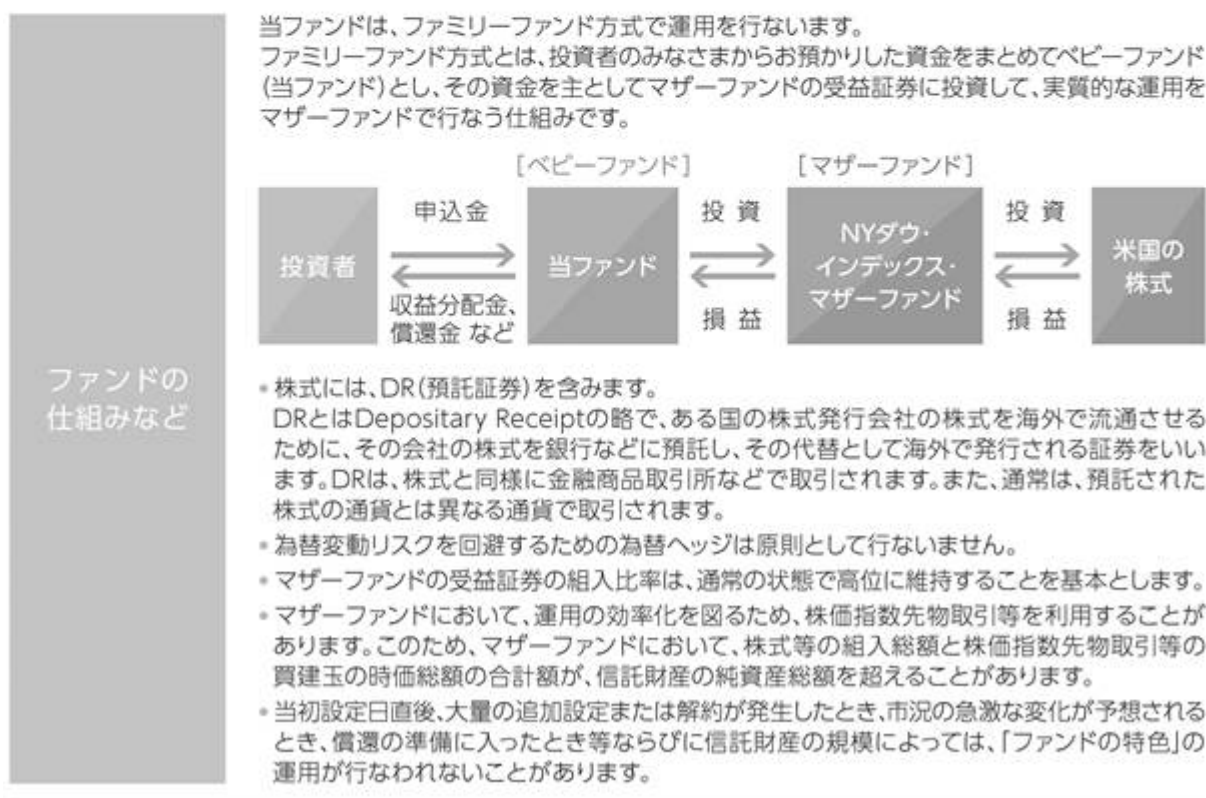 当ファンドは、ファミリーファンド方式で運用を行ないます。
ファミリーファンド方式とは、投資者のみなさまからお預かりした資金をまとめてベビーファンド
(当ファンド)とし、その資金を主としてマザーファンドの受益証券に投資して、実質的な運用を
マザーファンドで行なう仕組みです。
[ベビーファンド]
[マザーファンド]
投資者
申込金
収益分配金、
償還金 など
当ファンド
投 資
損 益
NYダウ・
インデックス・
マザーファンド
投 資
損 益
米国の
株式
ファンドの
仕組みなど
• 株式には、DR(預託証券)を含みます。
DRとはDepositary Receiptの略で、ある国の株式発行会社の株式を海外で流通させる
ために、その会社の株式を銀行などに預託し、その代替として海外で発行される証券をいい
ます。DRは、株式と同様に金融商品取引所などで取引されます。また、通常は、預託された
株式の通貨とは異なる通貨で取引されます。
• 為替変動リスクを回避するための為替ヘッジは原則として行ないません。
• マザーファンドの受益証券の組入比率は、通常の状態で高位に維持することを基本とします。
• マザーファンドにおいて、運用の効率化を図るため、株価指数先物取引等を利用することが
あります。このため、マザーファンドにおいて、株式等の組入総額と株価指数先物取引等の
買建玉の時価総額の合計額が、信託財産の純資産総額を超えることがあります。
• 当初設定日直後、大量の追加設定または解約が発生したとき、市況の急激な変化が予想される
とき、償還の準備に入ったとき等ならびに信託財産の規模によっては、「ファンドの特色」の
運用が行なわれないことがあります。